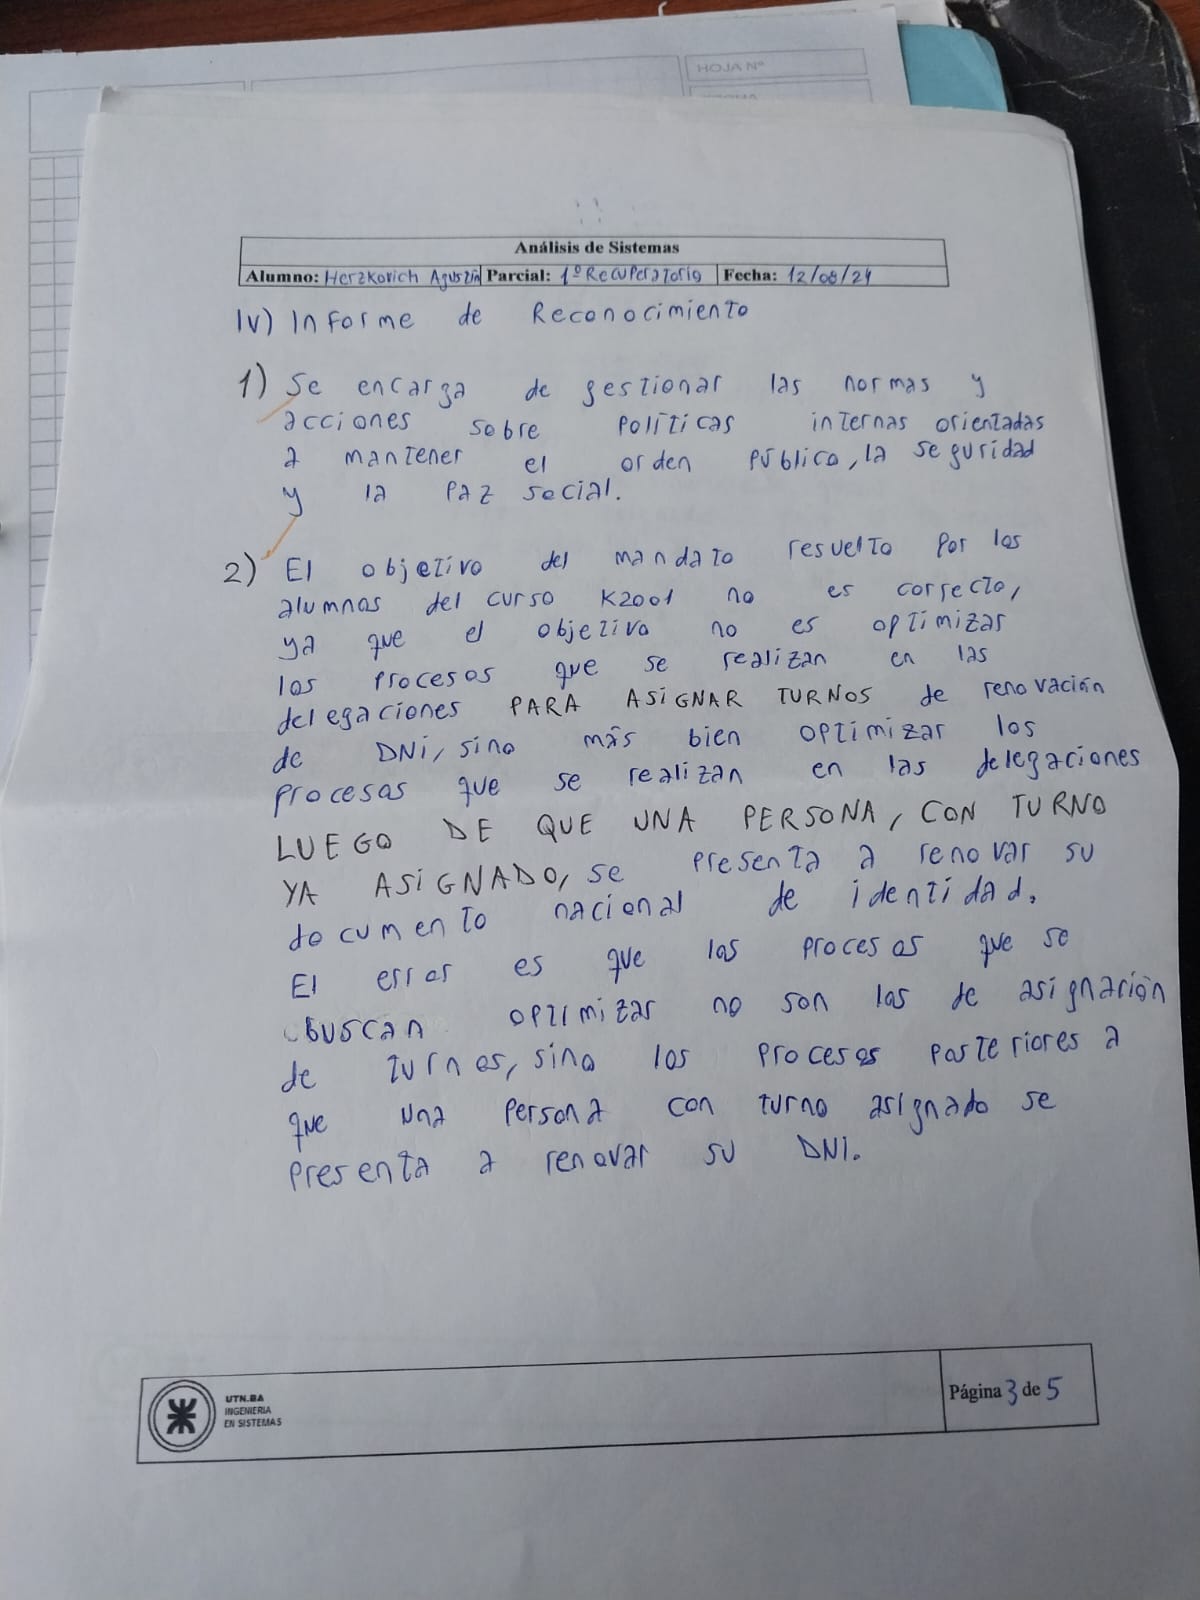 HOJA Nº
Análisis de Sistemas
Alumno: Herzkovich Agustín Parcial: 1º Recuperatorio Fecha: 12/08/24
IV) Informe de Reconocimiento
1) Se encarga de gestionar las normas y
acciones sobre políticas internas orientadas
a mantener el orden público, la seguridad
y la paz social.
2) El objetivo del mandato resuelto por los
alumnos del curso K2001 no es correcto,
ya que el objetivo no es optimizar
los procesos que se realizan en las
delegaciones PARA ASIGNAR TURNOS de renovación
de DNI, sino más bien optimizar los
procesos que se realizan en las delegaciones
LUEGO DE QUE UNA PERSONA, CON TURNO
YA ASIGNADO, se presenta a renovar su
documento nacional de identidad.
El error es que los procesos que se
buscan optimizar no son los de asignación
de turnos, sino los procesos posteriores a
que una persona con turno asignado se
presenta a renovar su DNI.
UTN.BA
INGENIERIA
EN SISTEMAS
Página 3 de 5